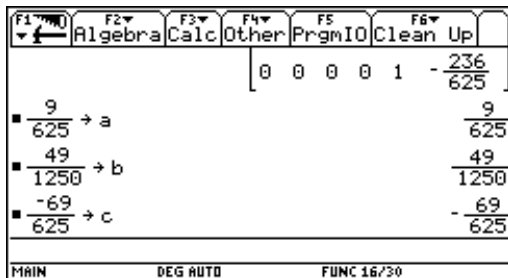 F1 F2 F3 F4 F5 F6
Algebra Calc Other PrgmIO Clean Up
0 0 0 0 1 -236/625
9/625 → a 9/625
49/1250 → b 49/1250
-69/625 → c -69/625
MAIN DEG AUTO FUNC 16/30